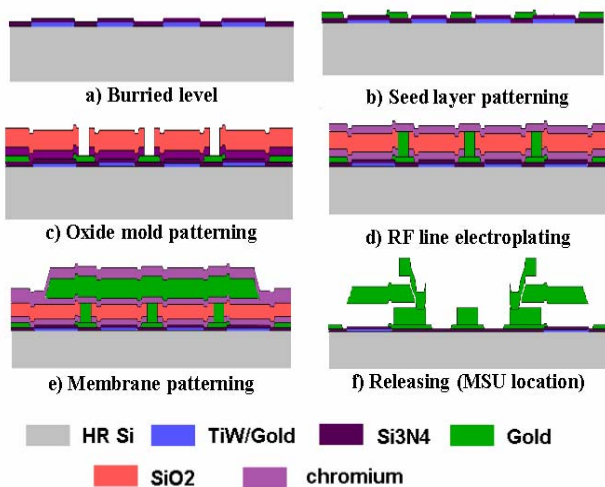 a) Burried level
b) Seed layer patterning
c) Oxide mold patterning
d) RF line electroplating
e) Membrane patterning
f) Releasing (MSU location)
HR Si
TiW/Gold
Si3N4
Gold
SiO2
chromium